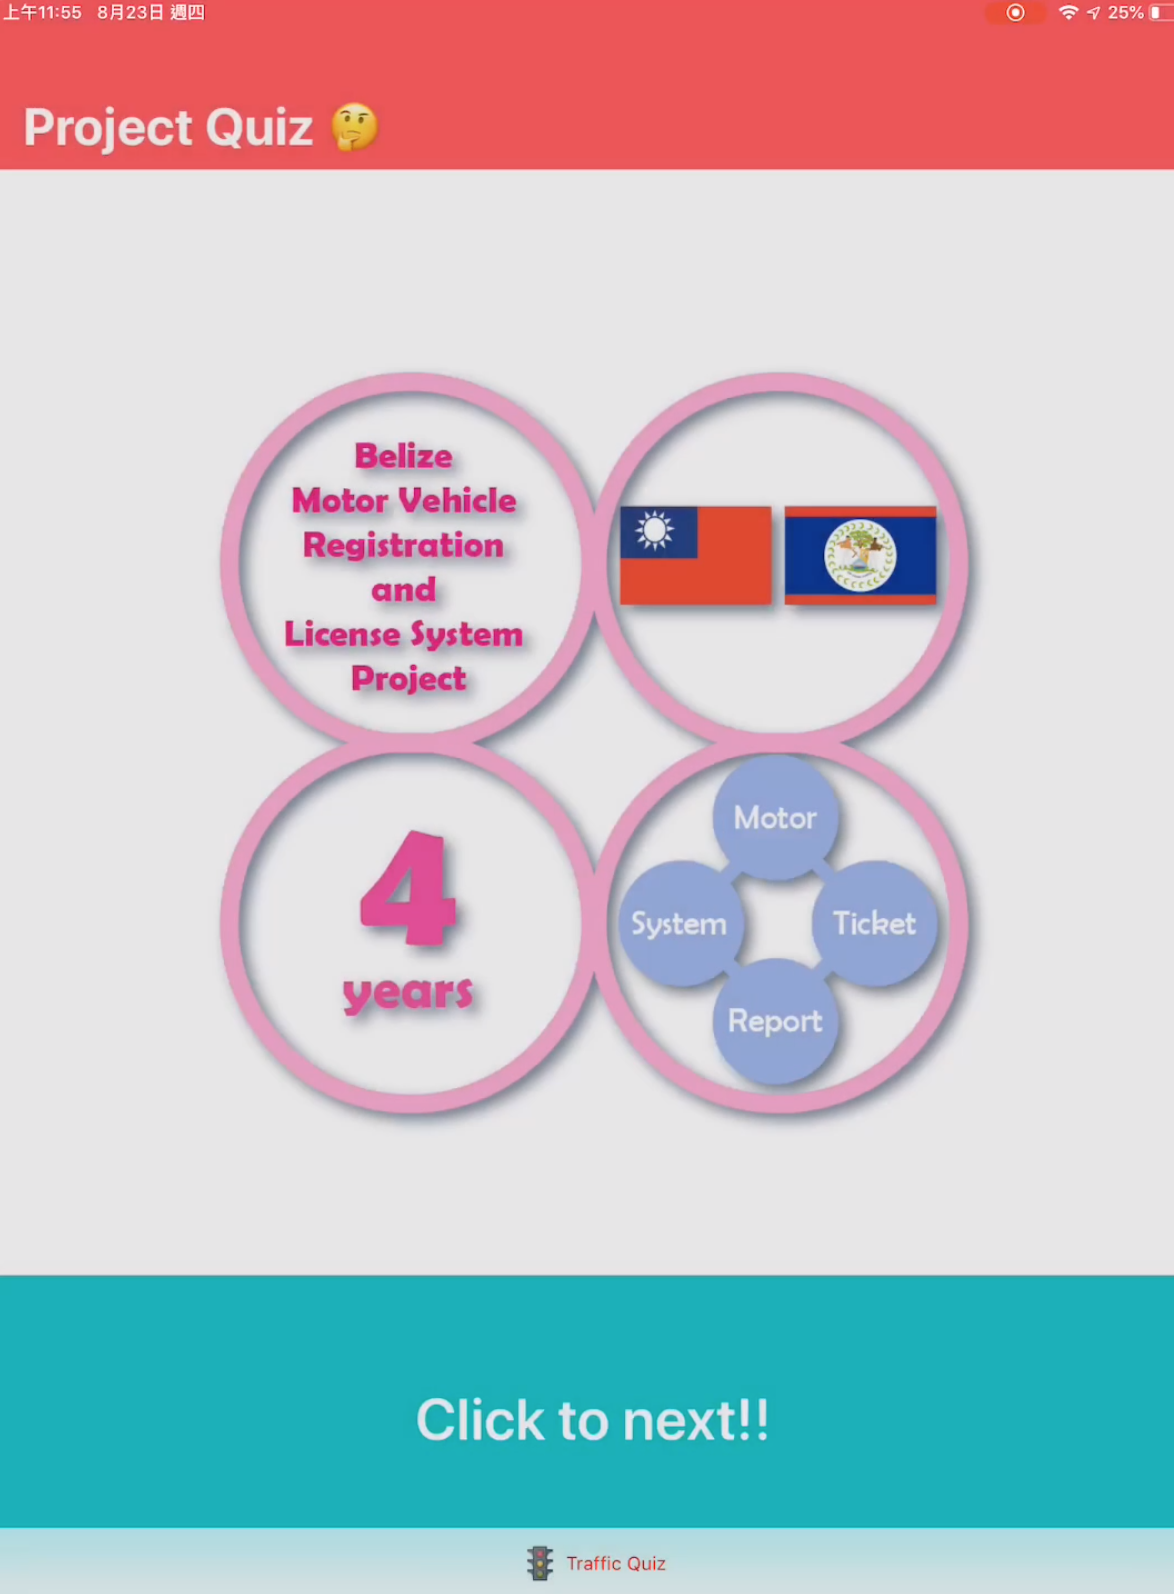 上午11:55 8月23日 週四
25%
Project Quiz 🤔
Belize
Motor Vehicle
Registration
and
License System
Project
4
years
Motor
System
Ticket
Report
Click to next!!
Traffic Quiz